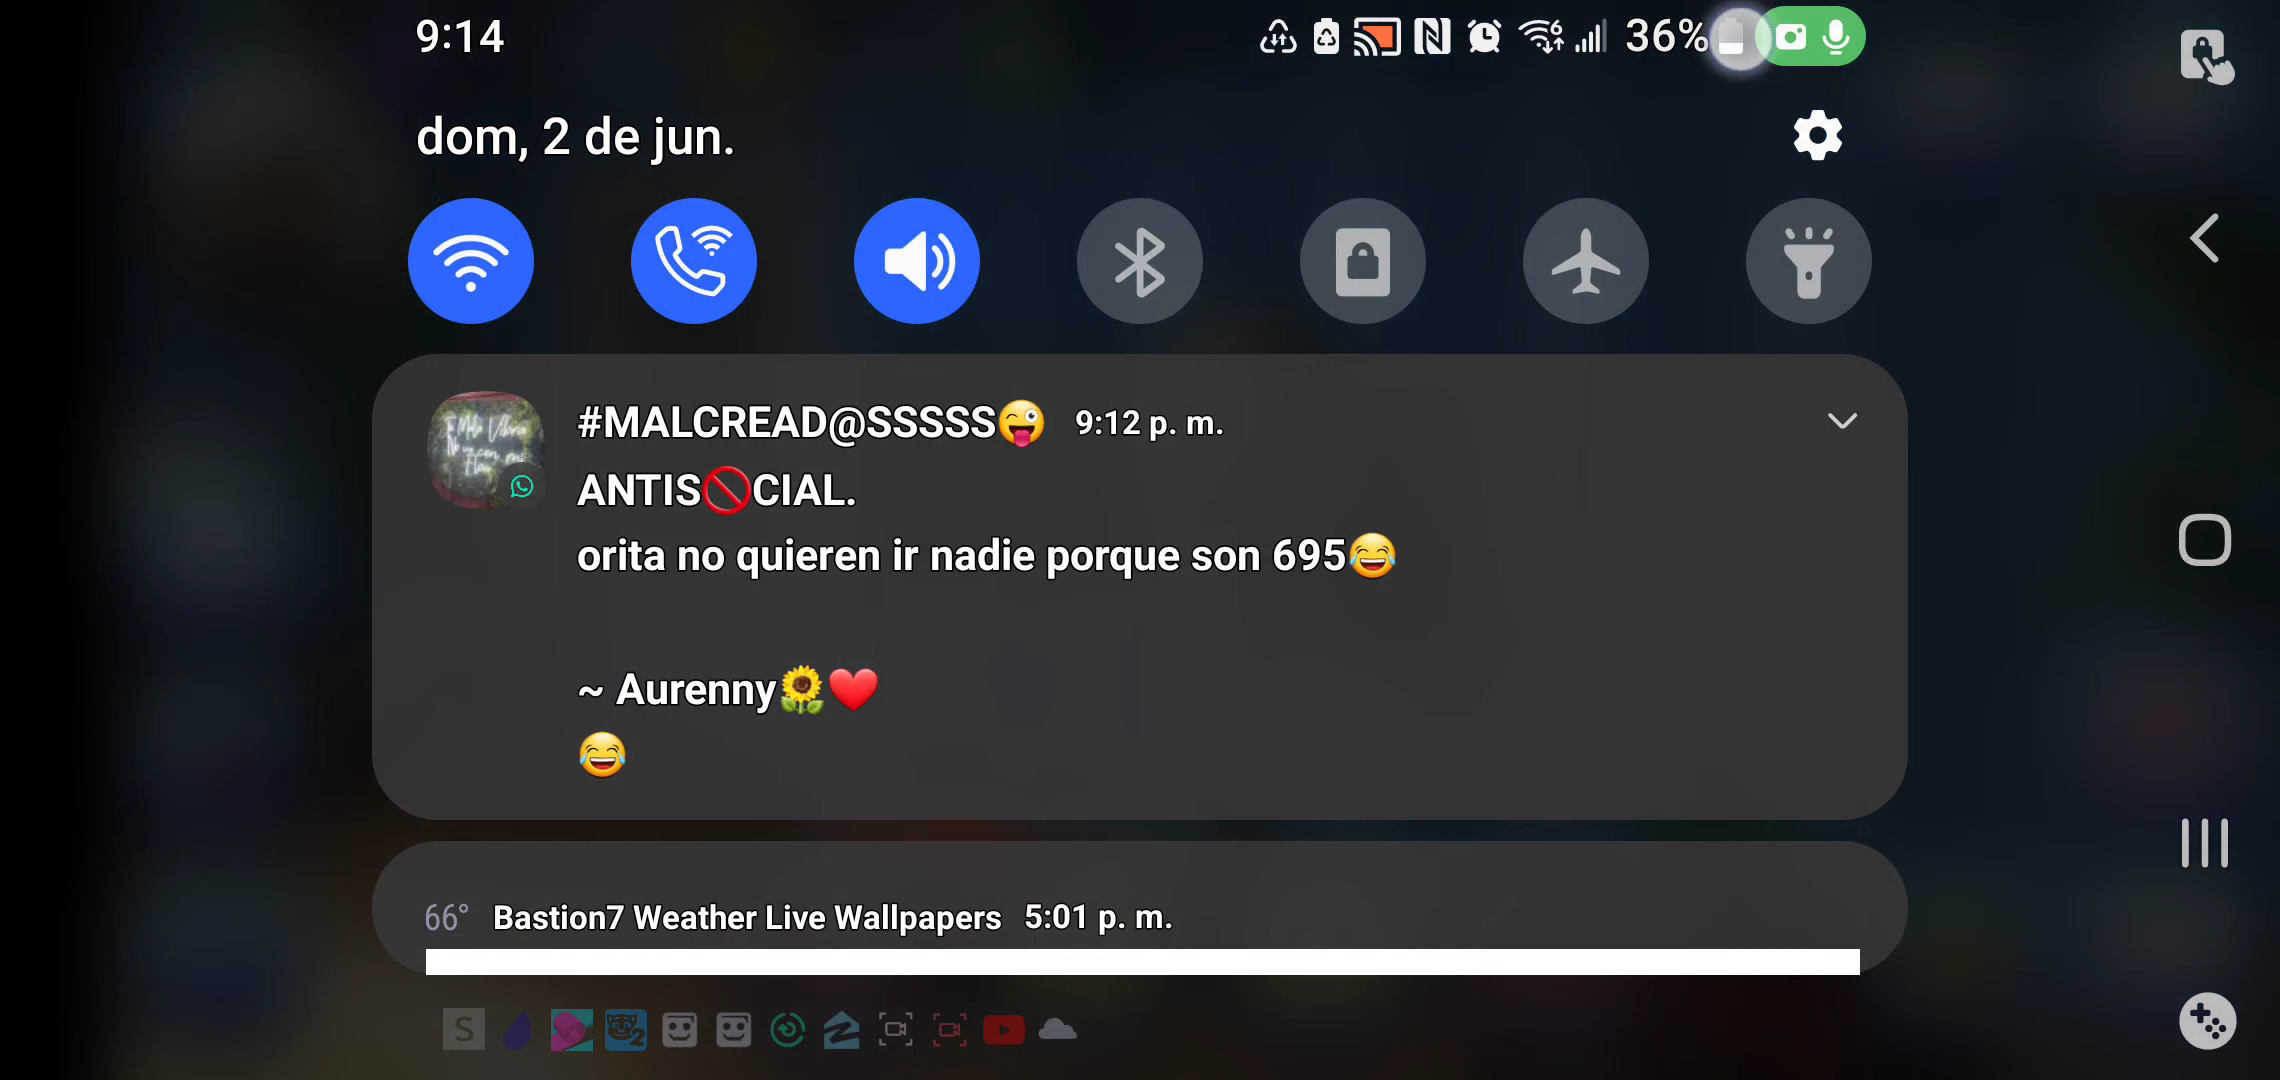 9:14
36%
dom, 2 de jun.
#MALCREAD@SSSSS😜 9:12 p. m.
ANTIS🚫CIAL.
orita no quieren ir nadie porque son 695😂
~ Aurenny🌻❤️
😂
66° Bastion7 Weather Live Wallpapers 5:01 p. m.
S